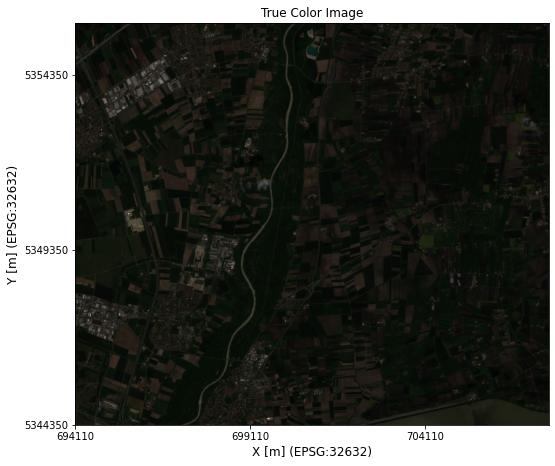 True Color Image
Y [m] (EPSG:32632)
5354350
5349350
5344350
694110
699110
704110
X [m] (EPSG:32632)